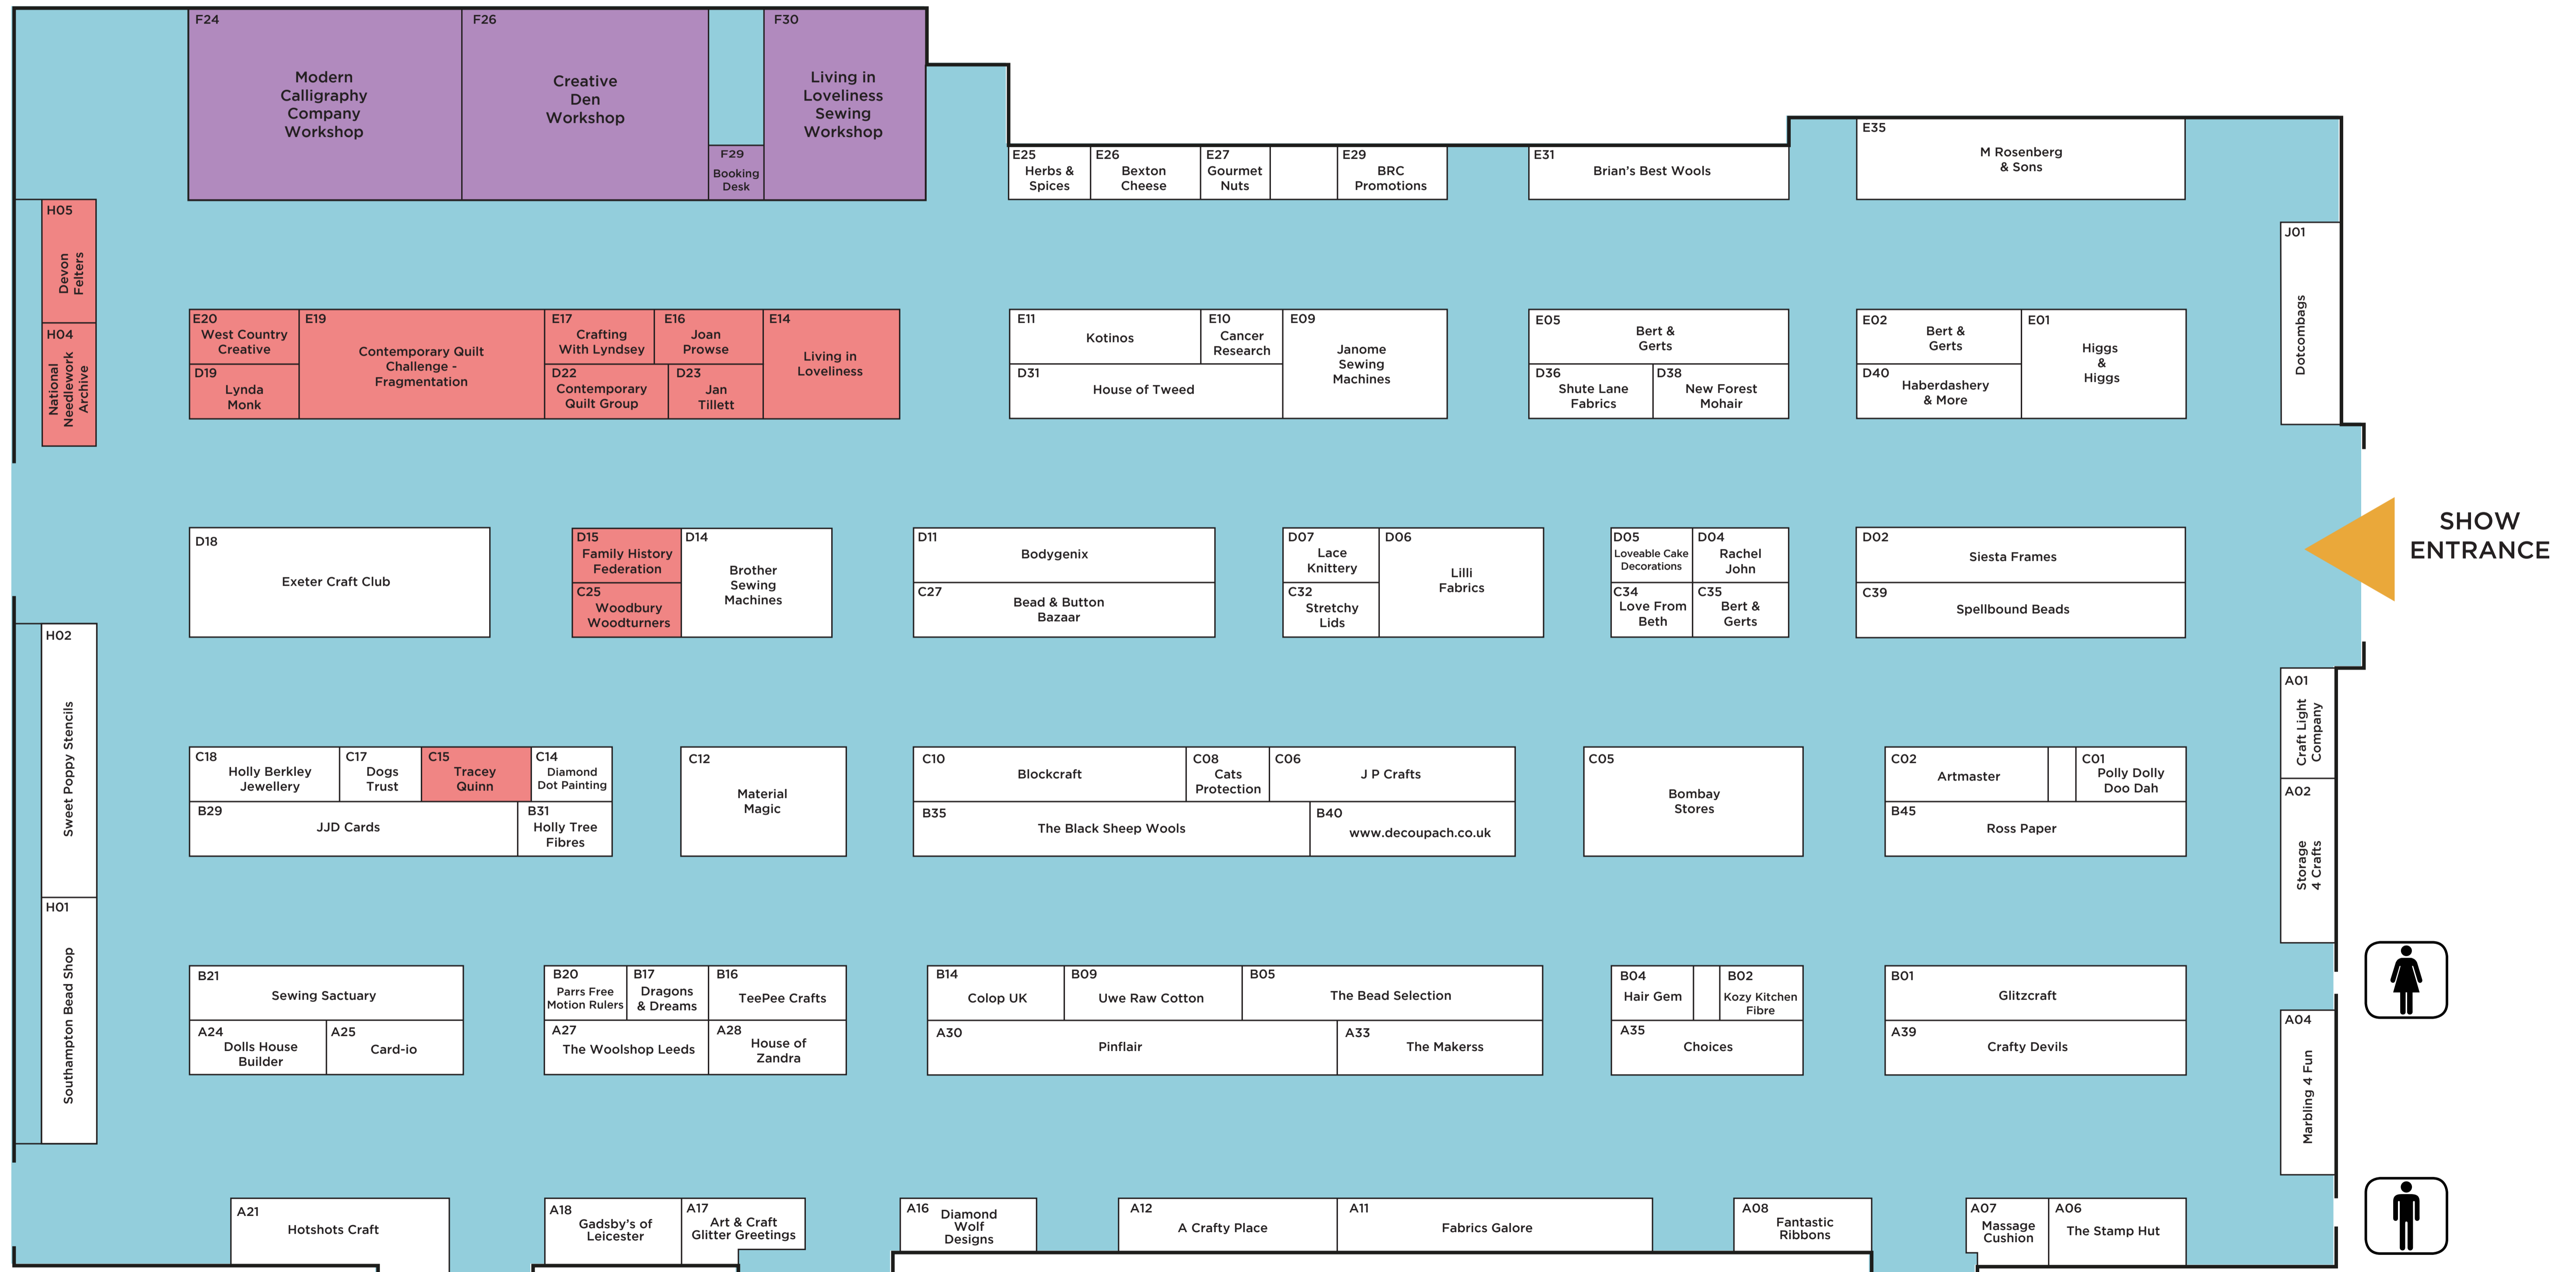 F24
Modern
Calligraphy
Company
Workshop
F26
Creative
Den
Workshop
F29
Booking
Desk
F30
Living in
Loveliness
Sewing
Workshop
E25
Herbs &
Spices
E26
Bexton
Cheese
E27
Gourmet
Nuts
E29
BRC
Promotions
E31
Brian's Best Wools
E35
M Rosenberg
& Sons
H05
Devon
Felters
H04
National
Needlework
Archive
J01
Dotcombags
E20
West Country
Creative
D19
Lynda
Monk
E19
Contemporary Quilt
Challenge -
Fragmentation
E17
Crafting
With Lyndsey
E16
Joan
Prowse
D22
Contemporary
Quilt Group
D23
Jan
Tillett
E14
Living in
Loveliness
E11
Kotinos
E10
Cancer
Research
E09
Janome
Sewing
Machines
D31
House of Tweed
E05
Bert &
Gerts
D36
Shute Lane
Fabrics
D38
New Forest
Mohair
E02
Bert &
Gerts
E01
Higgs
&
Higgs
D40
Haberdashery
& More
SHOW
ENTRANCE
D18
Exeter Craft Club
D15
Family History
Federation
C25
Woodbury
Woodturners
D14
Brother
Sewing
Machines
D11
Bodygenix
C27
Bead & Button
Bazaar
D07
Lace
Knittery
C32
Stretchy
Lids
D06
Lilli
Fabrics
D05
Loveable Cake
Decorations
D04
Rachel
John
C34
Love From
Beth
C35
Bert &
Gerts
D02
Siesta Frames
C39
Spellbound Beads
H02
Sweet Poppy Stencils
H01
Southampton Bead Shop
A01
Craft Light
Company
A02
Storage
4 Crafts
A04
Marbling 4 Fun
C18
Holly Berkley
Jewellery
C17
Dogs
Trust
C15
Tracey
Quinn
C14
Diamond
Dot Painting
B29
JJD Cards
B31
Holly Tree
Fibres
C12
Material
Magic
C10
Blockcraft
C08
Cats
Protection
C06
J P Crafts
B35
The Black Sheep Wools
B40
www.decoupach.co.uk
C05
Bombay
Stores
C02
Artmaster
C01
Polly Dolly
Doo Dah
B45
Ross Paper
B21
Sewing Sactuary
A24
Dolls House
Builder
A25
Card-io
B20
Parrs Free
Motion Rulers
B17
Dragons
& Dreams
B16
TeePee Crafts
A27
The Woolshop Leeds
A28
House of
Zandra
B14
Colop UK
B09
Uwe Raw Cotton
B05
The Bead Selection
A30
Pinflair
A33
The Makerss
B04
Hair Gem
B02
Kozy Kitchen
Fibre
A35
Choices
B01
Glitzcraft
A39
Crafty Devils
A21
Hotshots Craft
A18
Gadsby's of
Leicester
A17
Art & Craft
Glitter Greetings
A16
Diamond
Wolf
Designs
A12
A Crafty Place
A11
Fabrics Galore
A08
Fantastic
Ribbons
A07
Massage
Cushion
A06
The Stamp Hut